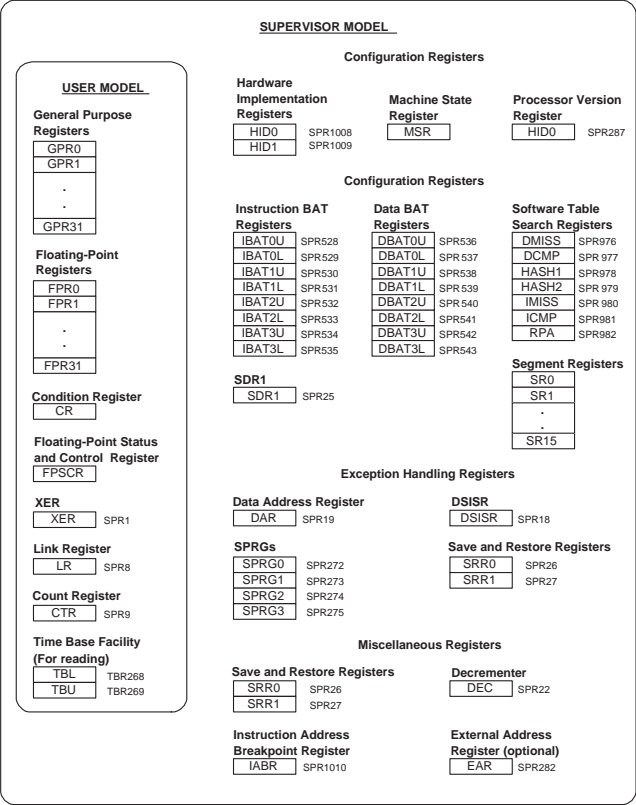 SUPERVISOR MODEL
USER MODEL
General Purpose
Registers
GPR0
GPR1
.
.
GPR31
Floating-Point
Registers
FPR0
FPR1
.
.
FPR31
Condition Register
CR
Floating-Point Status
and Control Register
FPSCR
XER
XER SPR1
Link Register
LR SPR8
Count Register
CTR SPR9
Time Base Facility
(For reading)
TBL TBR268
TBU TBR269
Configuration Registers
Hardware
Implementation
Registers
HID0 SPR1008
HID1 SPR1009
Machine State
Register
MSR
Processor Version
Register
HID0 SPR287
Configuration Registers
Instruction BAT
Registers
IBAT0U SPR528
IBAT0L SPR529
IBAT1U SPR530
IBAT1L SPR531
IBAT2U SPR532
IBAT2L SPR533
IBAT3U SPR534
IBAT3L SPR535
Data BAT
Registers
DBAT0U SPR536
DBAT0L SPR537
DBAT1U SPR538
DBAT1L SPR539
DBAT2U SPR540
DBAT2L SPR541
DBAT3U SPR542
DBAT3L SPR543
Software Table
Search Registers
DMISS SPR976
DCMP SPR 977
HASH1 SPR978
HASH2 SPR 979
IMISS SPR 980
ICMP SPR981
RPA SPR982
SDR1
SDR1 SPR25
Segment Registers
SR0
SR1
.
.
SR15
Exception Handling Registers
Data Address Register
DAR SPR19
DSISR
DSISR SPR18
SPRGs
SPRG0 SPR272
SPRG1 SPR273
SPRG2 SPR274
SPRG3 SPR275
Save and Restore Registers
SRR0 SPR26
SRR1 SPR27
Miscellaneous Registers
Save and Restore Registers
SRR0 SPR26
SRR1 SPR27
Decrementer
DEC SPR22
Instruction Address
Breakpoint Register
IABR SPR1010
External Address
Register (optional)
EAR SPR282